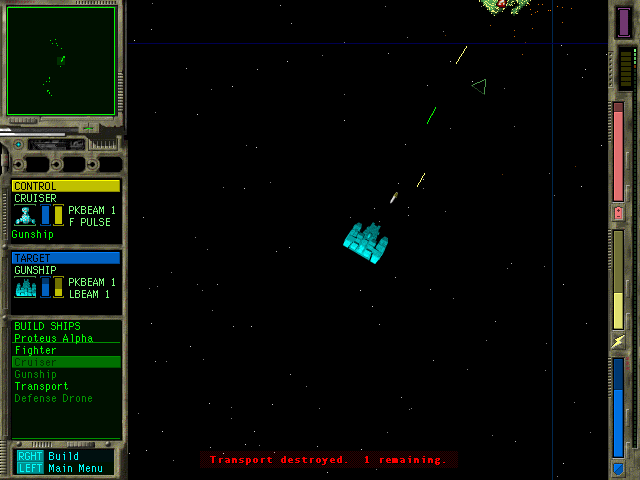 CONTROL
CRUISER
PKBEAM 1
F PULSE
Gunship
TARGET
GUNSHIP
PKBEAM 1
LBEAM 1
BUILD SHIPS
Proteus Alpha
Fighter
Cruiser
Gunship
Transport
Defense Drone
RGHT Build
LEFT Main Menu
Transport destroyed. 1 remaining.